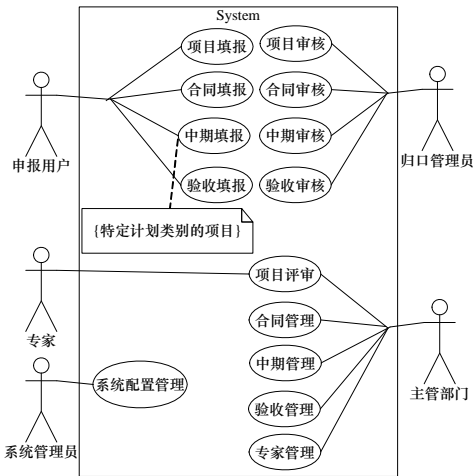 System
项目填报
项目审核
合同填报
合同审核
申报用户
中期填报
中期审核
归口管理员
验收填报
验收审核
{特定计划类别的项目}
项目评审
专家
合同管理
中期管理
主管部门
系统配置管理
验收管理
系统管理员
专家管理